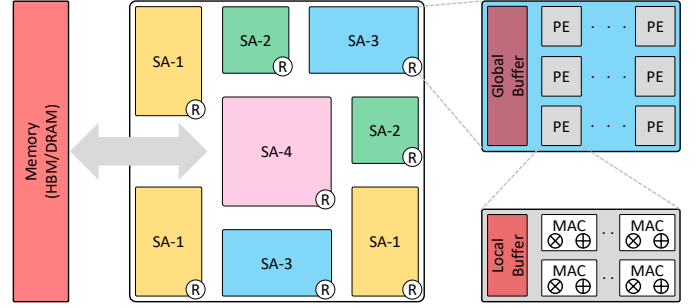 Memory
(HBM/DRAM)
SA-1
R
SA-2
R
SA-3
R
SA-4
R
SA-2
R
SA-1
R
SA-3
R
SA-1
R
Global
Buffer
PE
. . .
PE
PE
. . .
PE
PE
. . .
PE
Local
Buffer
MAC
. .
MAC
MAC
. .
MAC